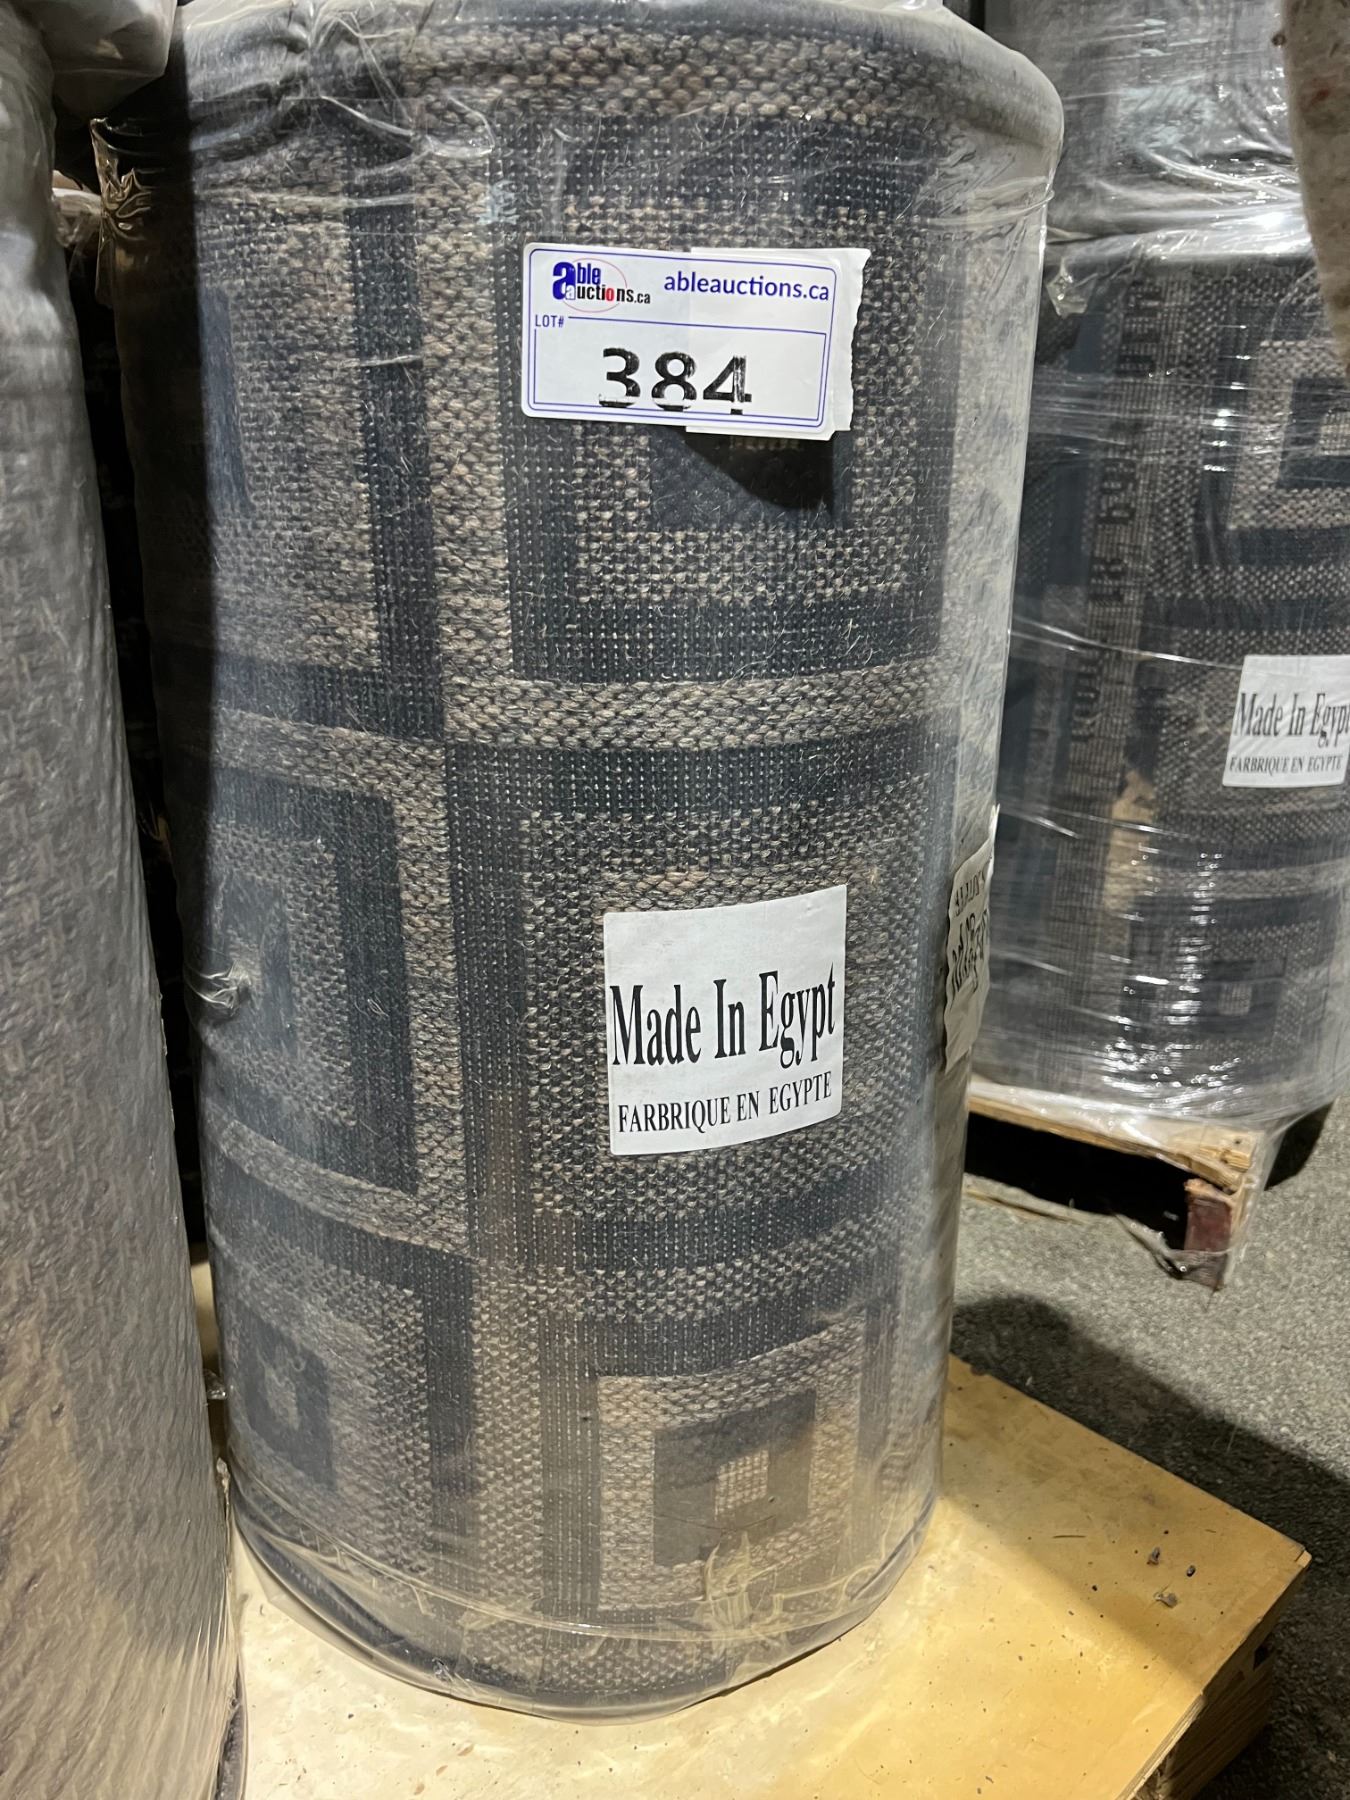 able auctions.ca
ableauctions.ca
LOT#
384
Made In Egypt
FARBRIQUE EN EGYPTE
Made In Egypt
FARBRIQUE EN EGYPTE